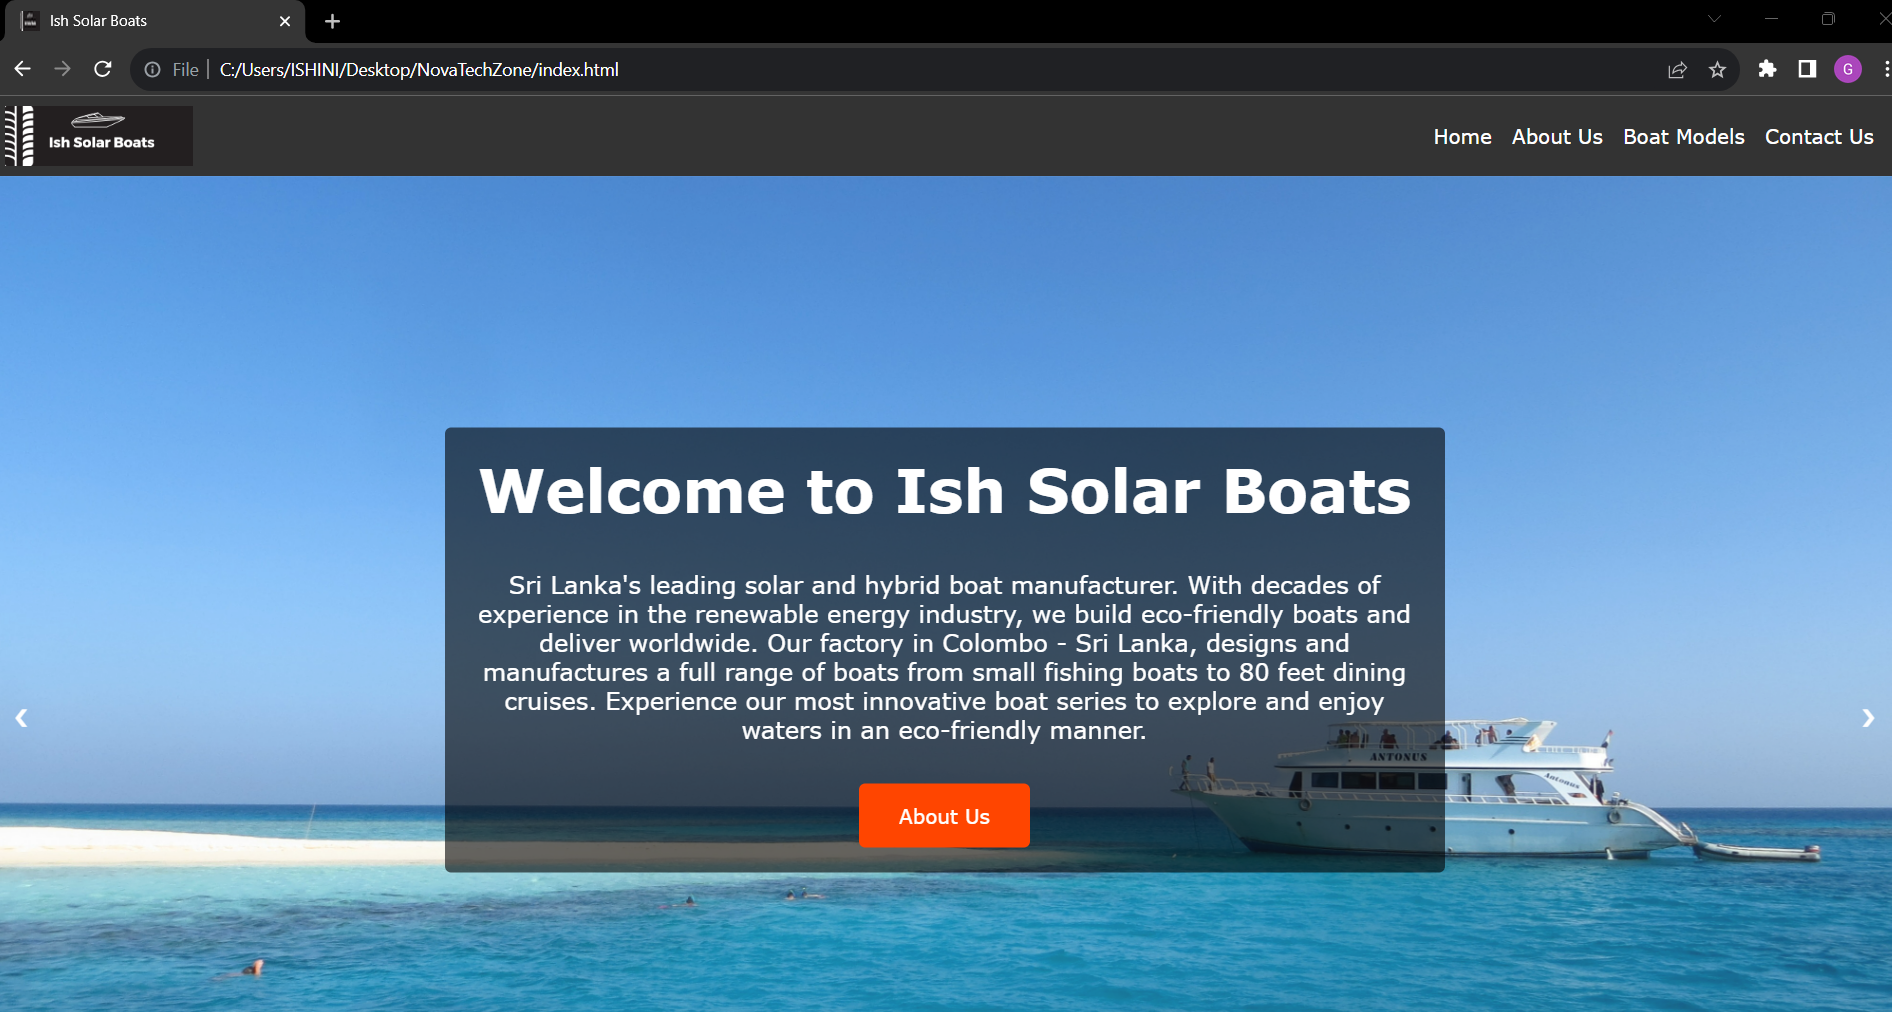 Ish Solar Boats
File
C:/Users/ISHINI/Desktop/NovaTechZone/index.html
G
Ish Solar Boats
Home
About Us
Boat Models
Contact Us
Welcome to Ish Solar Boats
Sri Lanka's leading solar and hybrid boat manufacturer. With decades of
experience in the renewable energy industry, we build eco-friendly boats and
deliver worldwide. Our factory in Colombo - Sri Lanka, designs and
manufactures a full range of boats from small fishing boats to 80 feet dining
cruises. Experience our most innovative boat series to explore and enjoy
waters in an eco-friendly manner.
ANTONUS
Antonus
About Us